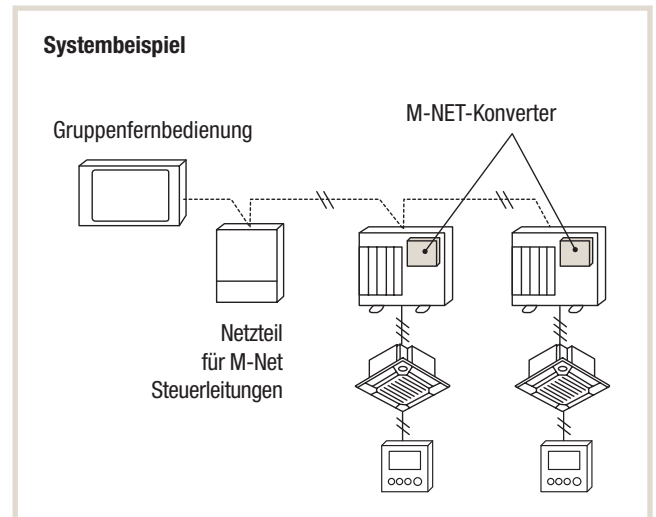 Systembeispiel
M-NET-Konverter
Gruppenfernbedienung
Netzteil
für M-Net
Steuerleitungen